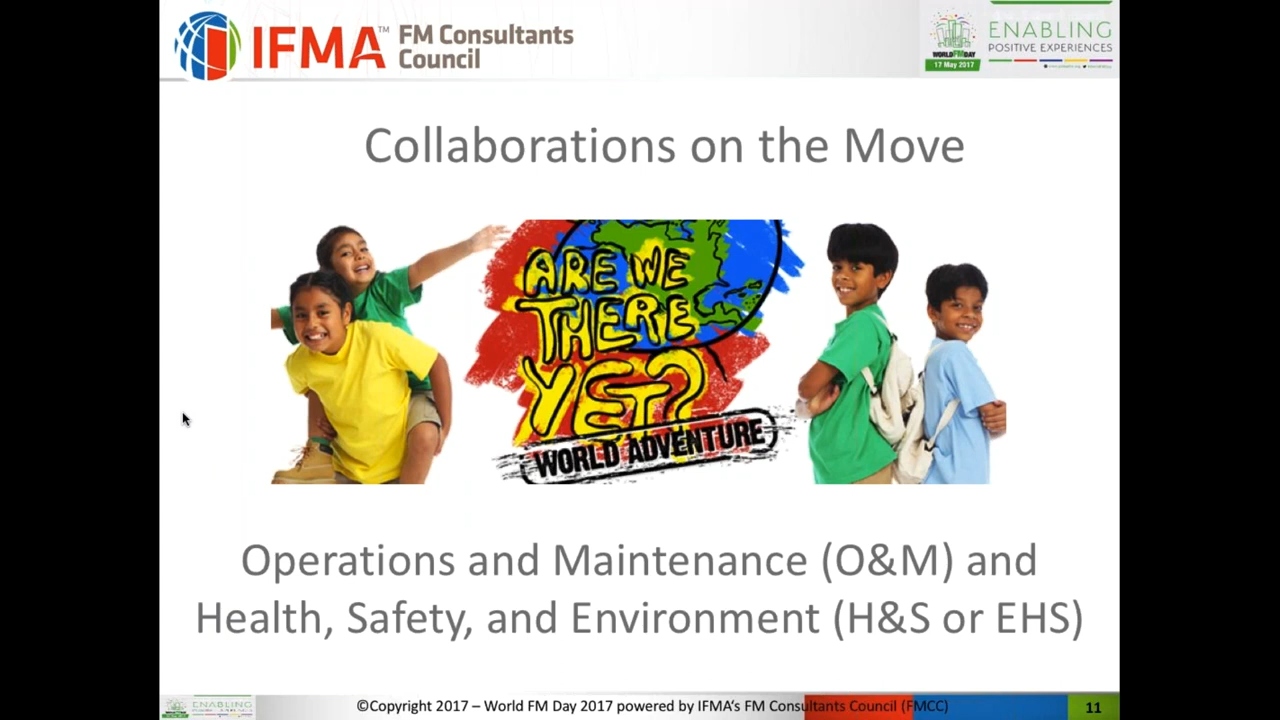 IFMA™ FM Consultants
Council
WORLD FM DAY
17 May 2017
ENABLING
POSITIVE EXPERIENCES
Collaborations on the Move
ARE WE
THERE
YET?
WORLD ADVENTURE
Operations and Maintenance (O&M) and
Health, Safety, and Environment (H&S or EHS)
ENABLING
©Copyright 2017 – World FM Day 2017 powered by IFMA's FM Consultants Council (FMCC)
11